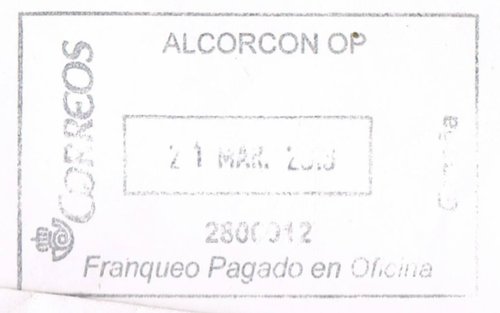 ALCORCON OP
CORREOS
21 MAR.
Franqueo Pagado en Oficina